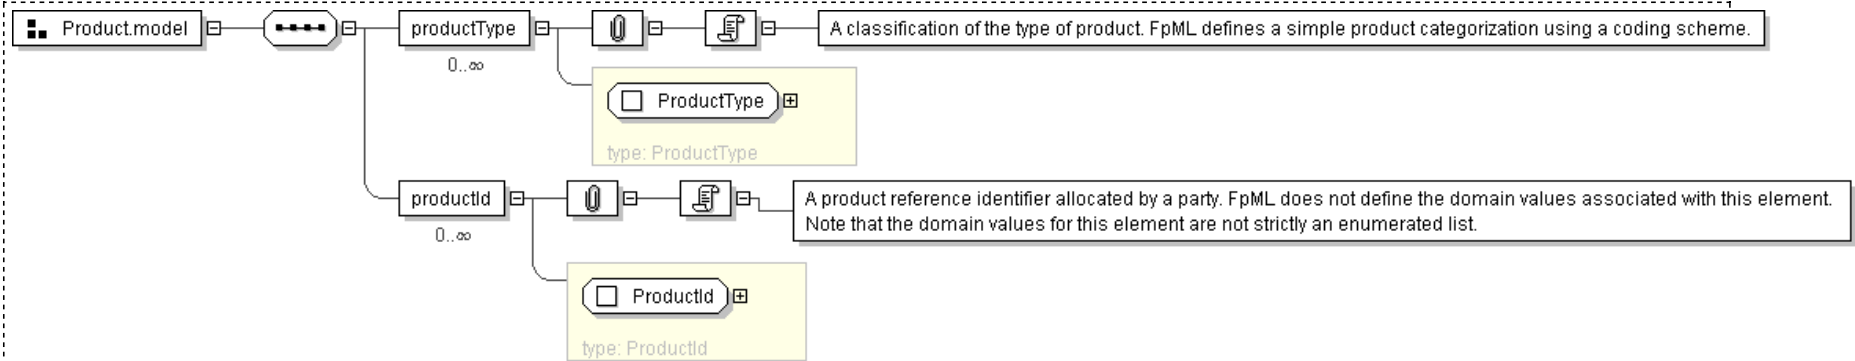 Product.model
productType
A classification of the type of product. FpML defines a simple product categorization using a coding scheme.
0..∞
ProductType
type: ProductType
productId
A product reference identifier allocated by a party. FpML does not define the domain values associated with this element.
Note that the domain values for this element are not strictly an enumerated list.
0..∞
ProductId
type: ProductId